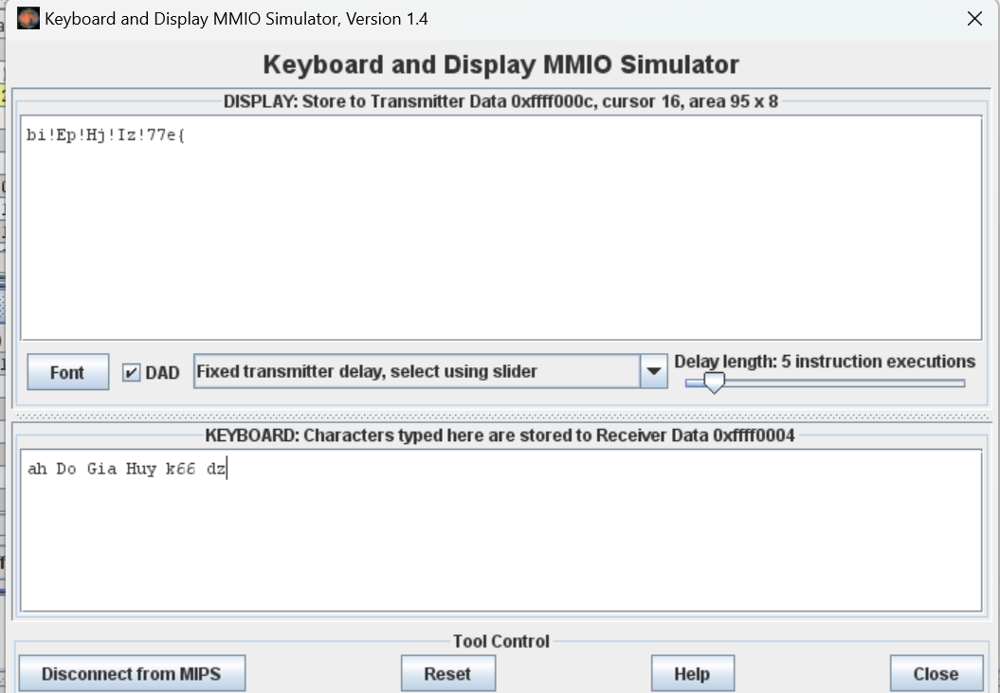 Keyboard and Display MMIO Simulator, Version 1.4
Keyboard and Display MMIO Simulator
DISPLAY: Store to Transmitter Data 0xffff000c, cursor 16, area 95 x 8
bi!Ep!Hj!Iz!77e{
Font
DAD
Fixed transmitter delay, select using slider
Delay length: 5 instruction executions
KEYBOARD: Characters typed here are stored to Receiver Data 0xffff0004
ah Do Gia Huy k66 dz
Tool Control
Disconnect from MIPS
Reset
Help
Close